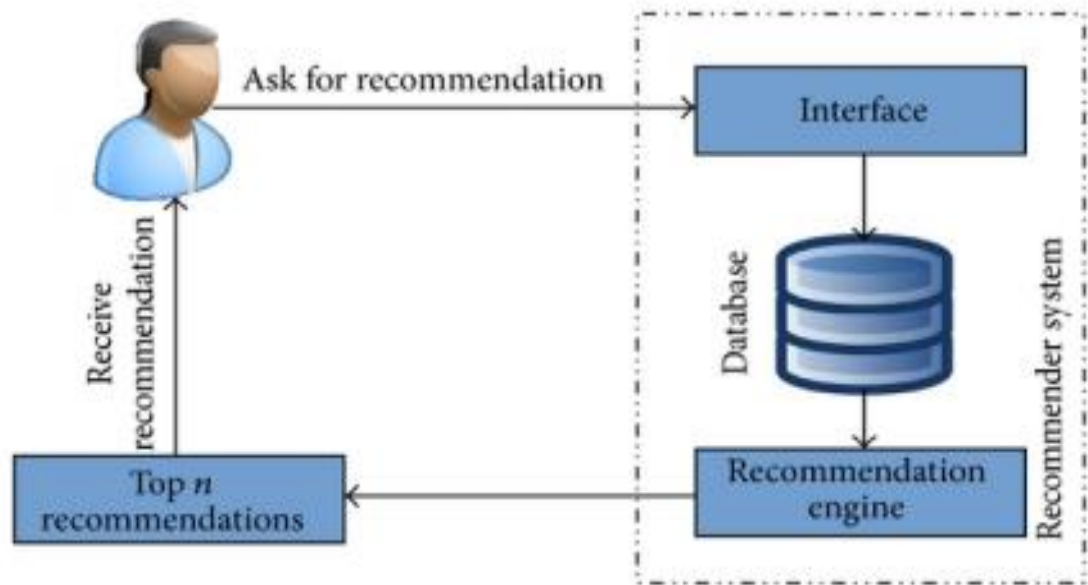 Ask for recommendation
Interface
Database
Recommender system
Recommendation
engine
Top n
recommendations
Receive
recommendation